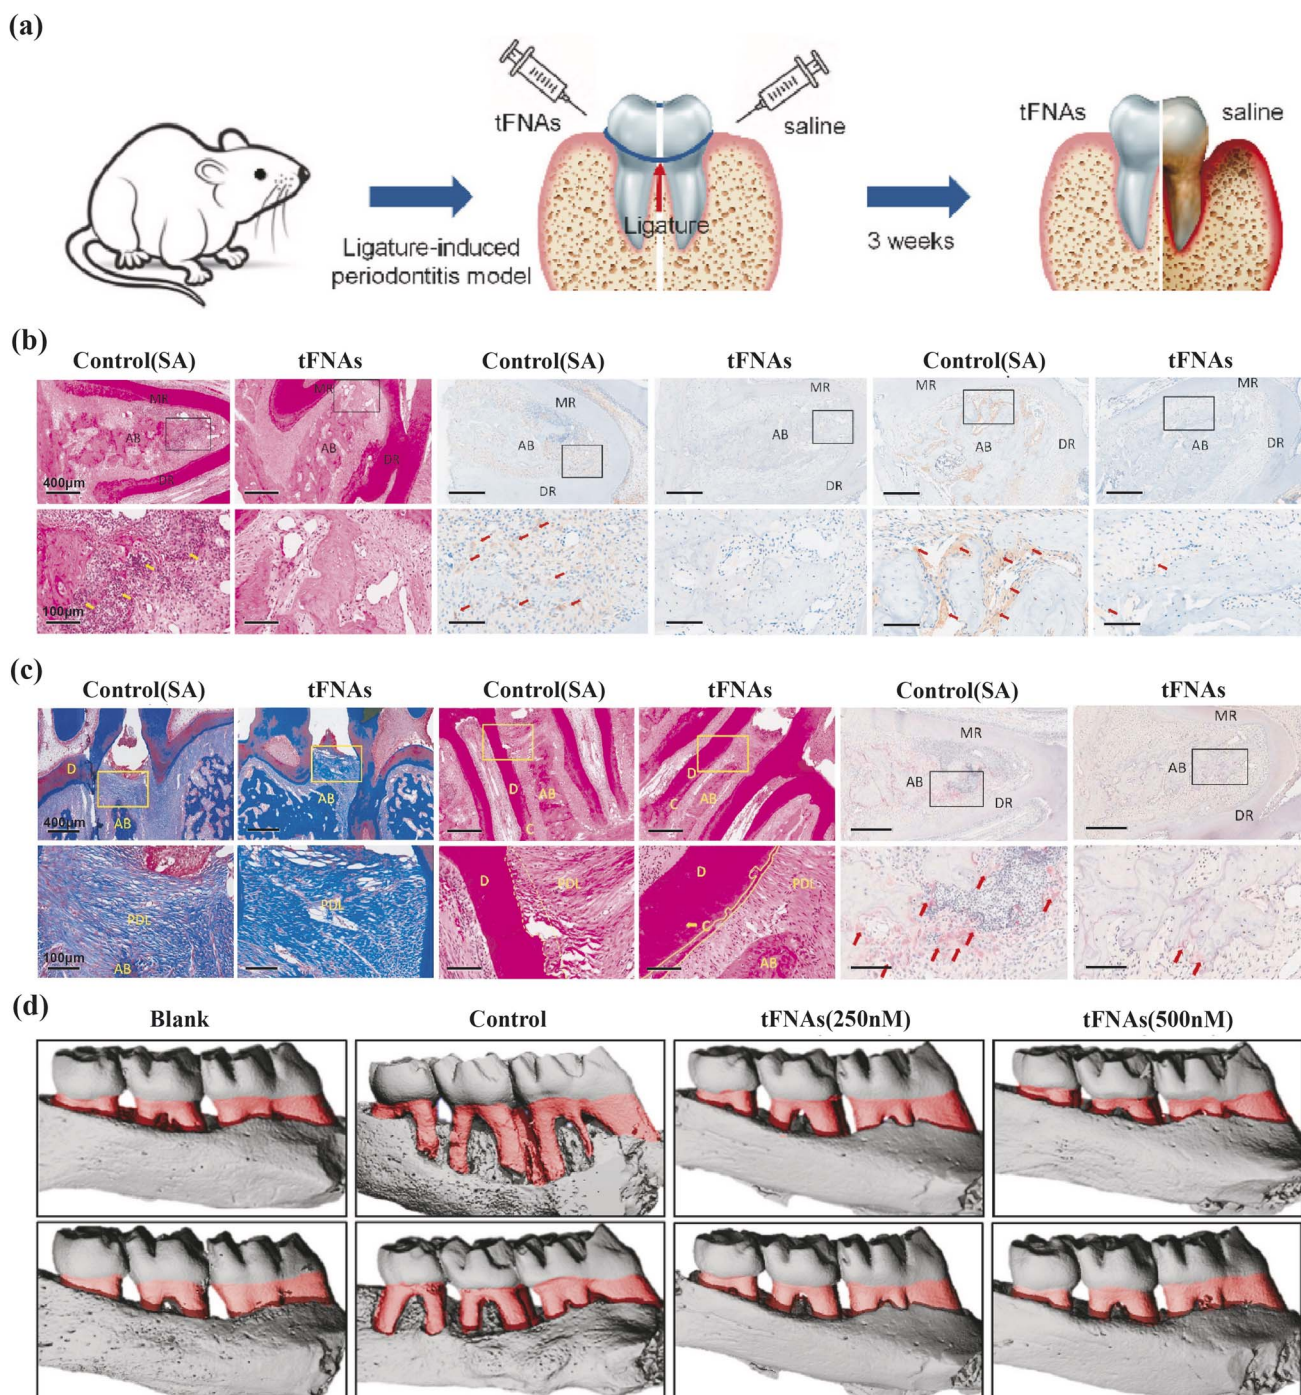 (a)
tFNAs
saline
Ligature
Ligature-induced
periodontitis model
3 weeks
tFNAs
saline
(b)
Control(SA) tFNAs Control(SA) tFNAs Control(SA) tFNAs
MR AB DR 400μm
MR AB DR
MR AB DR
MR AB DR
MR AB DR
MR AB DR
100μm
(c)
Control(SA) tFNAs Control(SA) tFNAs Control(SA) tFNAs
D AB 400μm
AB
D AB C
D C AB
MR AB DR
MR AB DR
PDL AB 100μm
PDL
D PDL
D C PDL AB
(d)
Blank Control tFNAs(250nM) tFNAs(500nM)